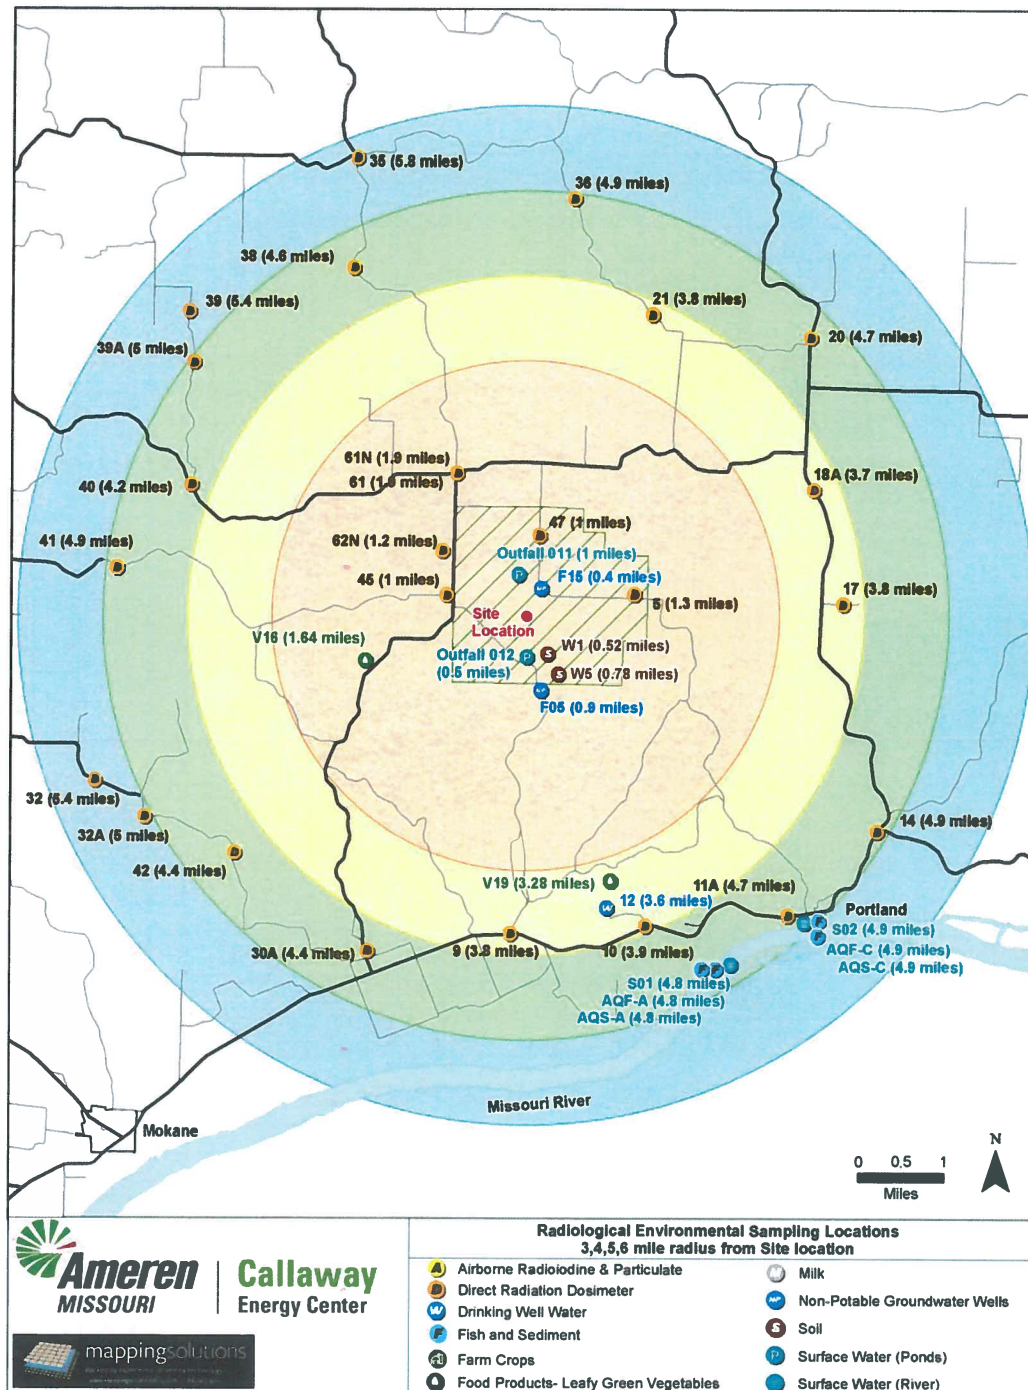 35 (5.8 miles)
36 (4.9 miles)
38 (4.6 miles)
39 (5.4 miles)
21 (3.8 miles)
20 (4.7 miles)
39A (5 miles)
61N (1.9 miles)
61 (1.9 miles)
18A (3.7 miles)
40 (4.2 miles)
47 (1 miles)
41 (4.9 miles)
62N (1.2 miles)
Outfall 011 (1 miles)
45 (1 miles)
F15 (0.4 miles)
17 (3.8 miles)
5 (1.3 miles)
Site
Location
V16 (1.64 miles)
W1 (0.52 miles)
Outfall 012
(0.5 miles)
W5 (0.78 miles)
F05 (0.9 miles)
32 (5.4 miles)
14 (4.9 miles)
32A (5 miles)
42 (4.4 miles)
V19 (3.28 miles)
11A (4.7 miles)
12 (3.6 miles)
Portland
S02 (4.9 miles)
30A (4.4 miles)
9 (3.8 miles)
10 (3.9 miles)
AQF-C (4.9 miles)
AQS-C (4.9 miles)
S01 (4.8 miles)
AQF-A (4.8 miles)
AQS-A (4.8 miles)
Missouri River
Mokane
N
0 0.5 1
Miles
Ameren
MISSOURI
Callaway
Energy Center
mappingsolutions
Radiological Environmental Sampling Locations
3,4,5,6 mile radius from Site location
A Airborne Radioiodine & Particulate
D Direct Radiation Dosimeter
W Drinking Well Water
F Fish and Sediment
Farm Crops
Food Products- Leafy Green Vegetables
M Milk
Non-Potable Groundwater Wells
S Soil
P Surface Water (Ponds)
Surface Water (River)